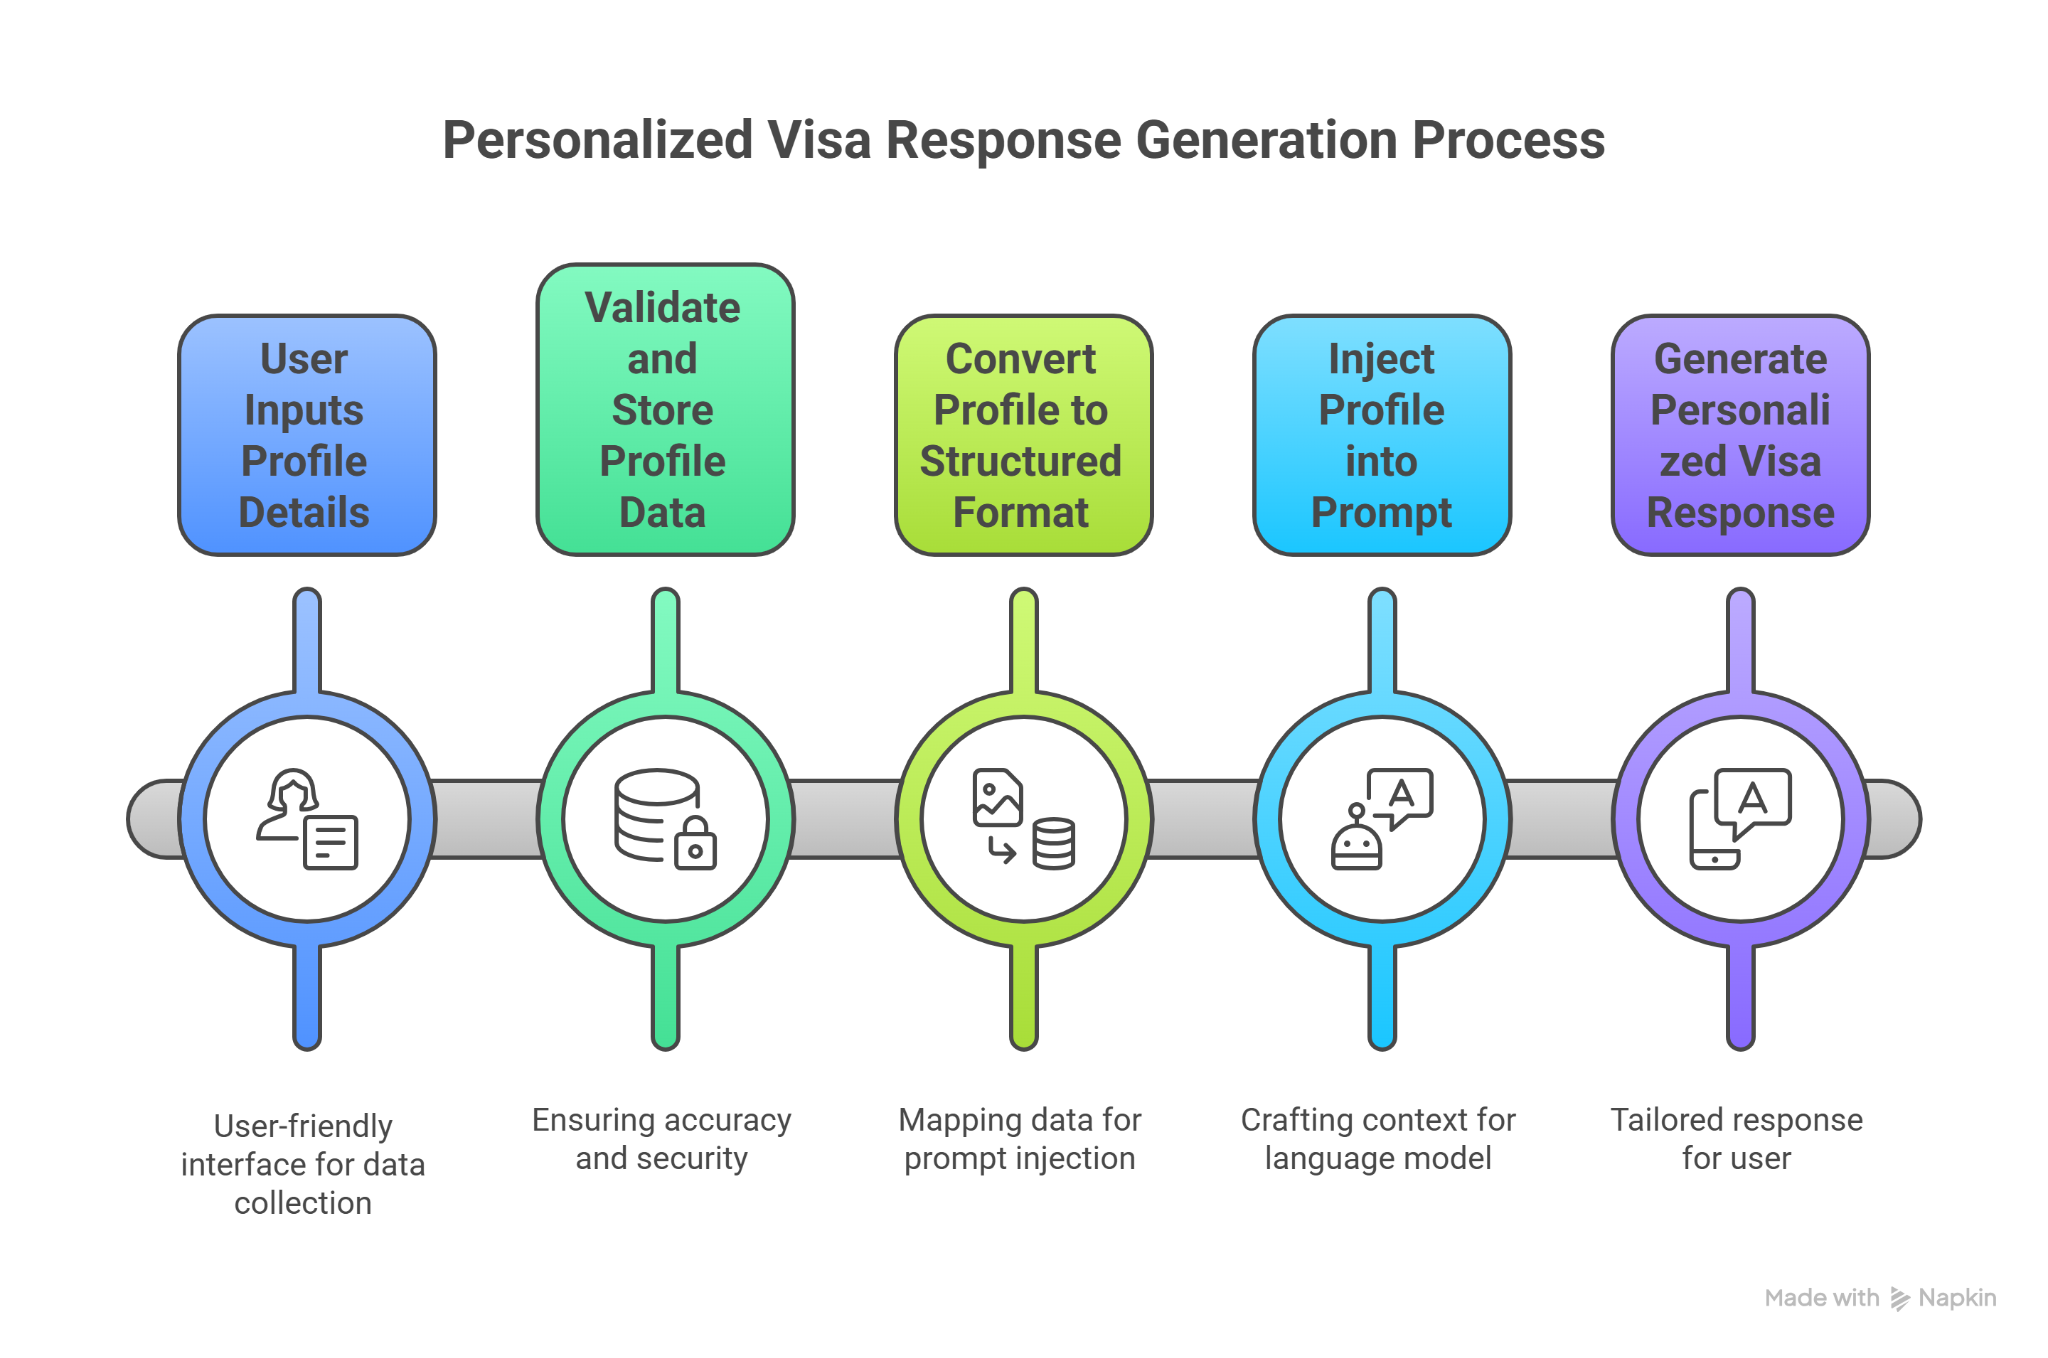 Personalized Visa Response Generation Process
User
Inputs
Profile
Details
Validate
and
Store
Profile
Data
Convert
Profile to
Structured
Format
Inject
Profile
into
Prompt
Generate
Personali
zed Visa
Response
A
A
User-friendly
interface for data
collection
Ensuring accuracy
and security
Mapping data for
prompt injection
Crafting context for
language model
Tailored response
for user
Made with Napkin